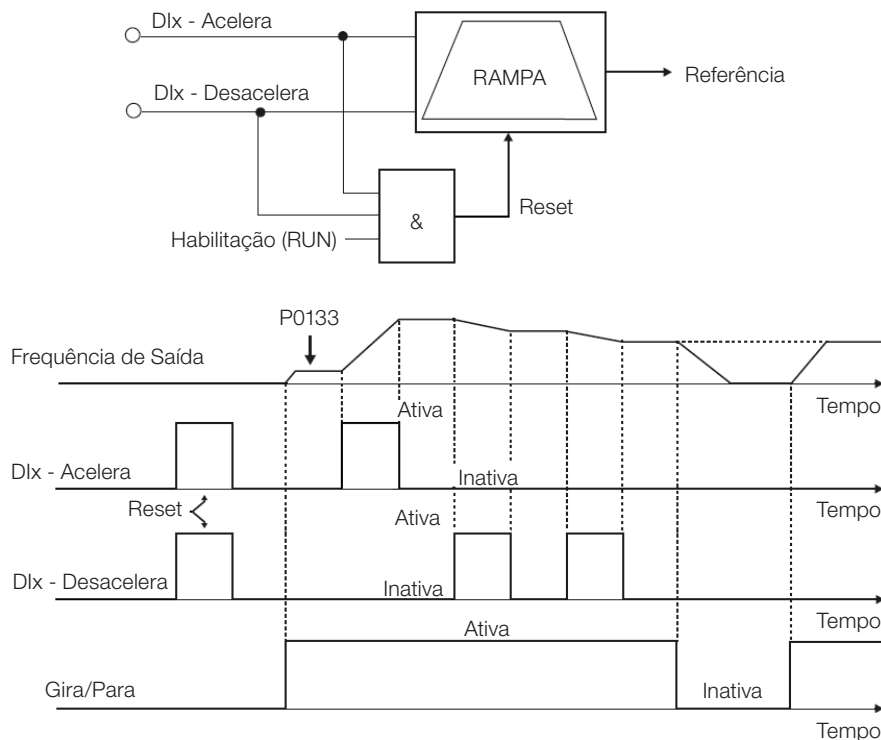 DIx - Acelera
DIx - Desacelera
RAMPA
Referência
&
Reset
Habilitação (RUN)
P0133
Frequência de Saída
Tempo
Ativa
DIx - Acelera
Inativa
Tempo
Reset
Ativa
DIx - Desacelera
Inativa
Tempo
Ativa
Gira/Para
Inativa
Tempo